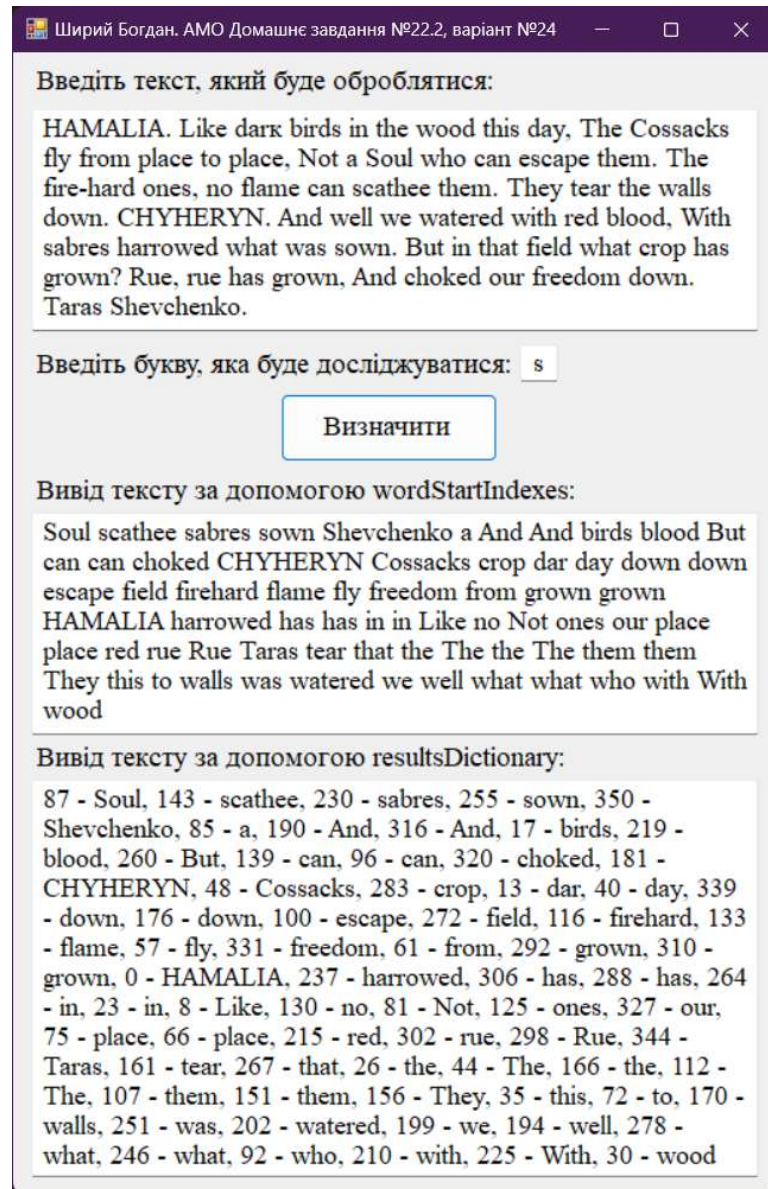 Ширий Богдан. АМО Домашнє завдання №22.2, варіант №24
Введіть текст, який буде оброблятися:
HAMALIA. Like darк birds in the wood this day, The Cossacks
fly from place to place, Not a Soul who can escape them. The
fire-hard ones, no flame can scathee them. They tear the walls
down. CHYHERYN. And well we watered with red blood, With
sabres harrowed what was sown. But in that field what crop has
grown? Rue, rue has grown, And choked our freedom down.
Taras Shevchenko.
Введіть букву, яка буде досліджуватися: s
Визначити
Вивід тексту за допомогою wordStartIndexes:
Soul scathee sabres sown Shevchenko a And And birds blood But
can can choked CHYHERYN Cossacks crop dar day down down
escape field firehard flame fly freedom from grown grown
HAMALIA harrowed has has in in Like no Not ones our place
place red rue Rue Taras tear that the The the The them them
They this to walls was watered we well what what who with With
wood
Вивід тексту за допомогою resultsDictionary:
87 - Soul, 143 - scathee, 230 - sabres, 255 - sown, 350 -
Shevchenko, 85 - a, 190 - And, 316 - And, 17 - birds, 219 -
blood, 260 - But, 139 - can, 96 - can, 320 - choked, 181 -
CHYHERYN, 48 - Cossacks, 283 - crop, 13 - dar, 40 - day, 339
- down, 176 - down, 100 - escape, 272 - field, 116 - firehard, 133
- flame, 57 - fly, 331 - freedom, 61 - from, 292 - grown, 310 -
grown, 0 - HAMALIA, 237 - harrowed, 306 - has, 288 - has, 264
- in, 23 - in, 8 - Like, 130 - no, 81 - Not, 125 - ones, 327 - our,
75 - place, 66 - place, 215 - red, 302 - rue, 298 - Rue, 344 -
Taras, 161 - tear, 267 - that, 26 - the, 44 - The, 166 - the, 112 -
The, 107 - them, 151 - them, 156 - They, 35 - this, 72 - to, 170 -
walls, 251 - was, 202 - watered, 199 - we, 194 - well, 278 -
what, 246 - what, 92 - who, 210 - with, 225 - With, 30 - wood